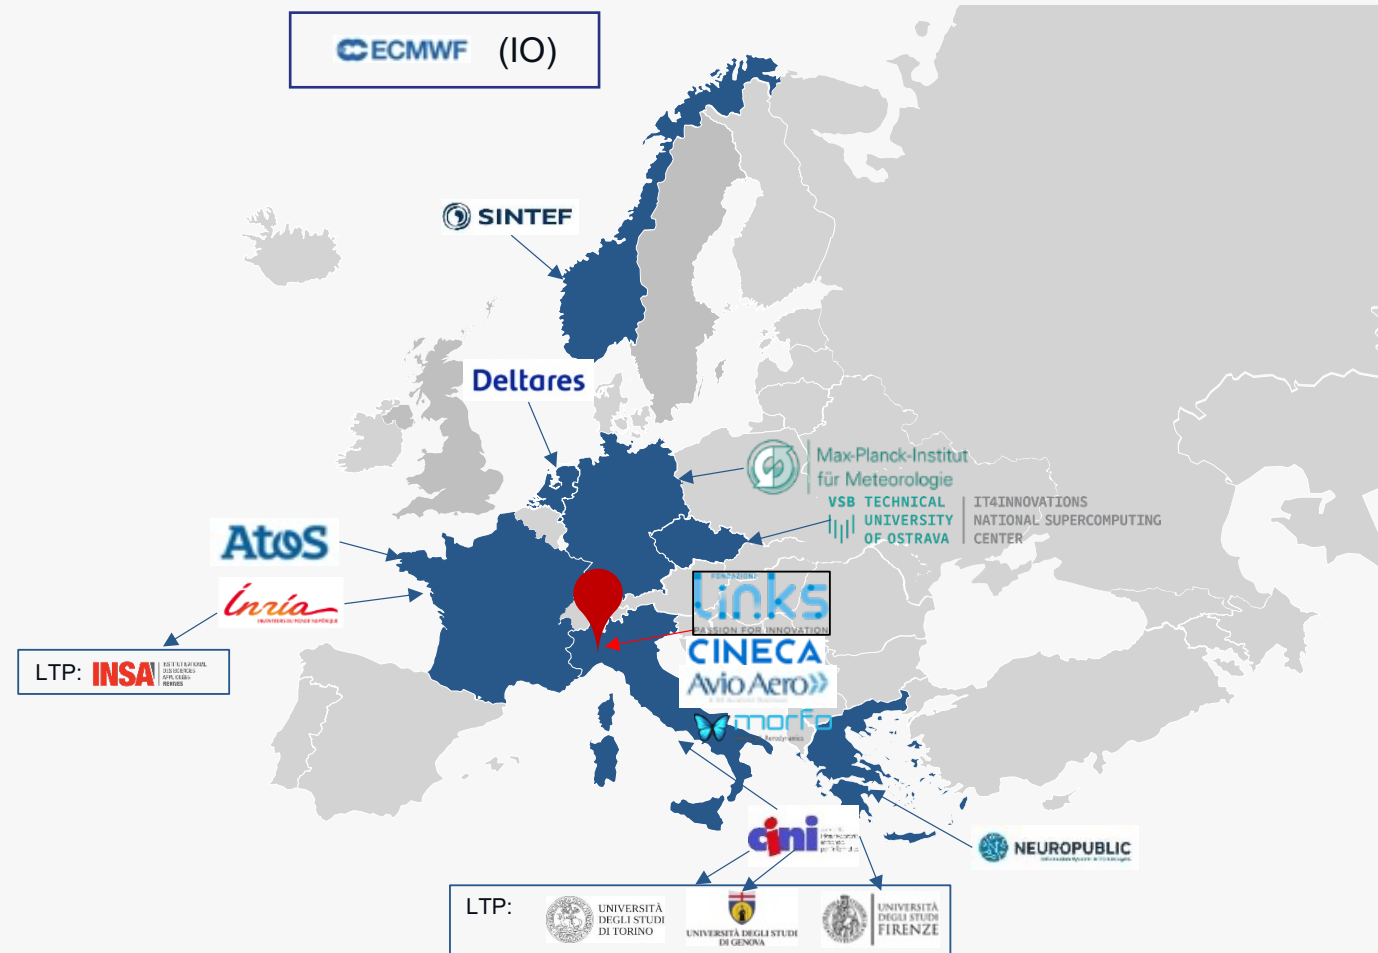 ECMWF (IO)
SINTEF
Deltares
Max-Planck-Institut
für Meteorologie
VSB TECHNICAL
UNIVERSITY
OF OSTRAVA
IT4INNOVATIONS
NATIONAL SUPERCOMPUTING
CENTER
Atos
Inria
LTP: INSA
FONDAZIONE
Links
PASSION FOR INNOVATION
CINECA
Avio Aero
morfo
cini
NEUROPUBLIC
LTP:
UNIVERSITÀ
DEGLI STUDI
DI TORINO
UNIVERSITÀ DEGLI STUDI
DI GENOVA
UNIVERSITÀ
DEGLI STUDI
FIRENZE